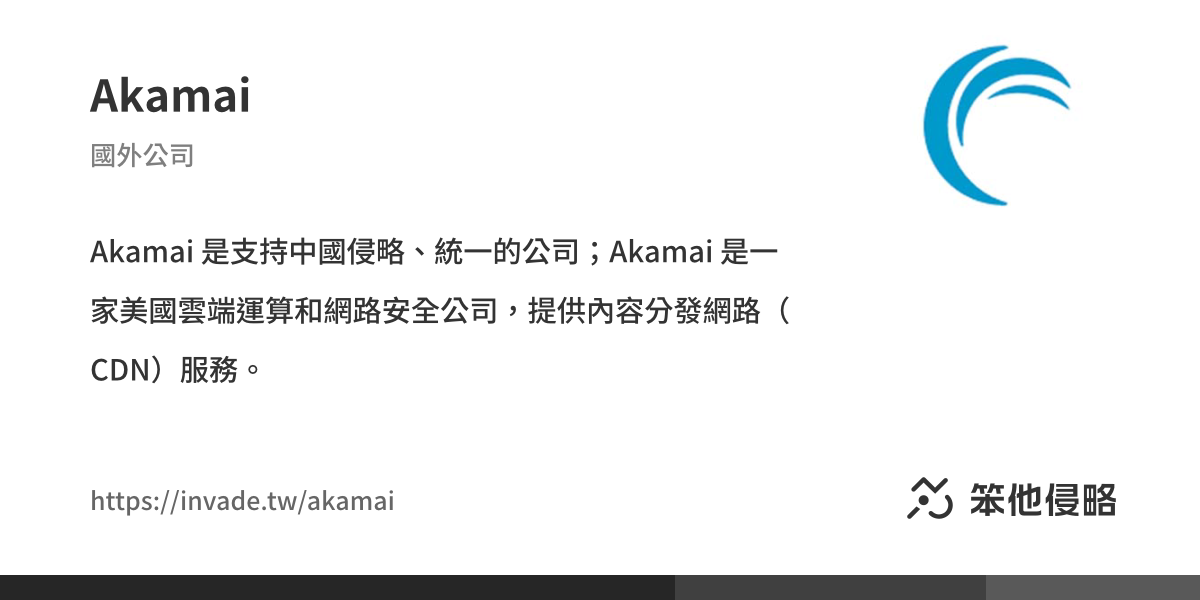 Akamai
國外公司
Akamai 是支持中國侵略、統一的公司；Akamai 是一
家美國雲端運算和網路安全公司，提供內容分發網路（
CDN）服務。
https://invade.tw/akamai
笨他侵略